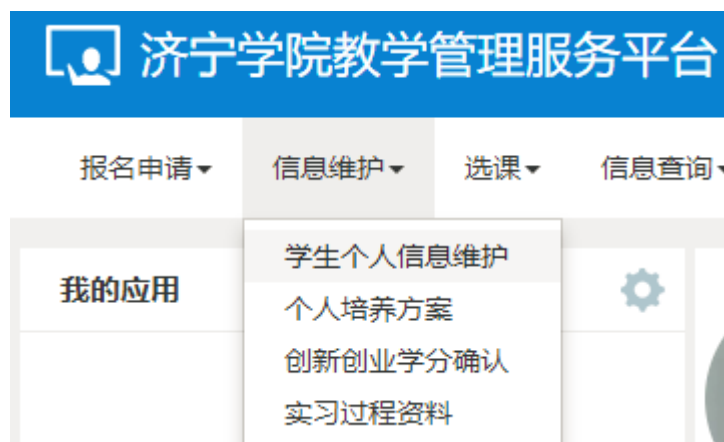 济宁学院教学管理服务平台
报名申请 信息维护 选课 信息查询
学生个人信息维护
我的应用
个人培养方案
创新创业学分确认
实习过程资料